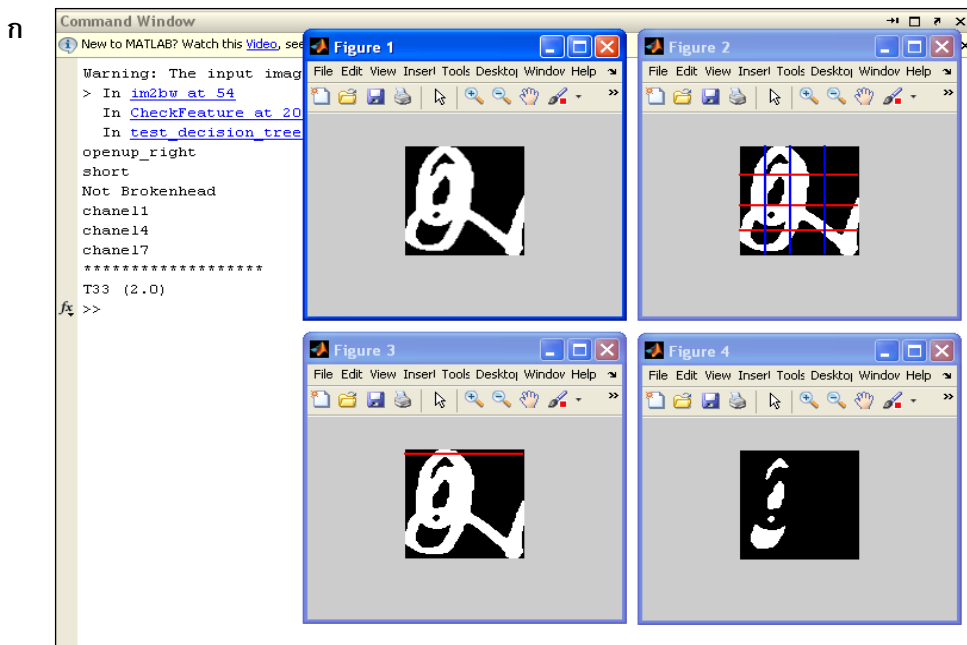 ก
Command Window
New to MATLAB? Watch this Video, see
Warning: The input imag
> In im2bw at 54
In CheckFeature at 20
In test_decision_tree
openup_right
short
Not Brokenhead
chanel1
chanel4
chanel7
*******************
T33 (2.0)
fx >>
Figure 1
File Edit View Insert Tools Desktop Window Help
Figure 2
File Edit View Insert Tools Desktop Window Help
Figure 3
File Edit View Insert Tools Desktop Window Help
Figure 4
File Edit View Insert Tools Desktop Window Help